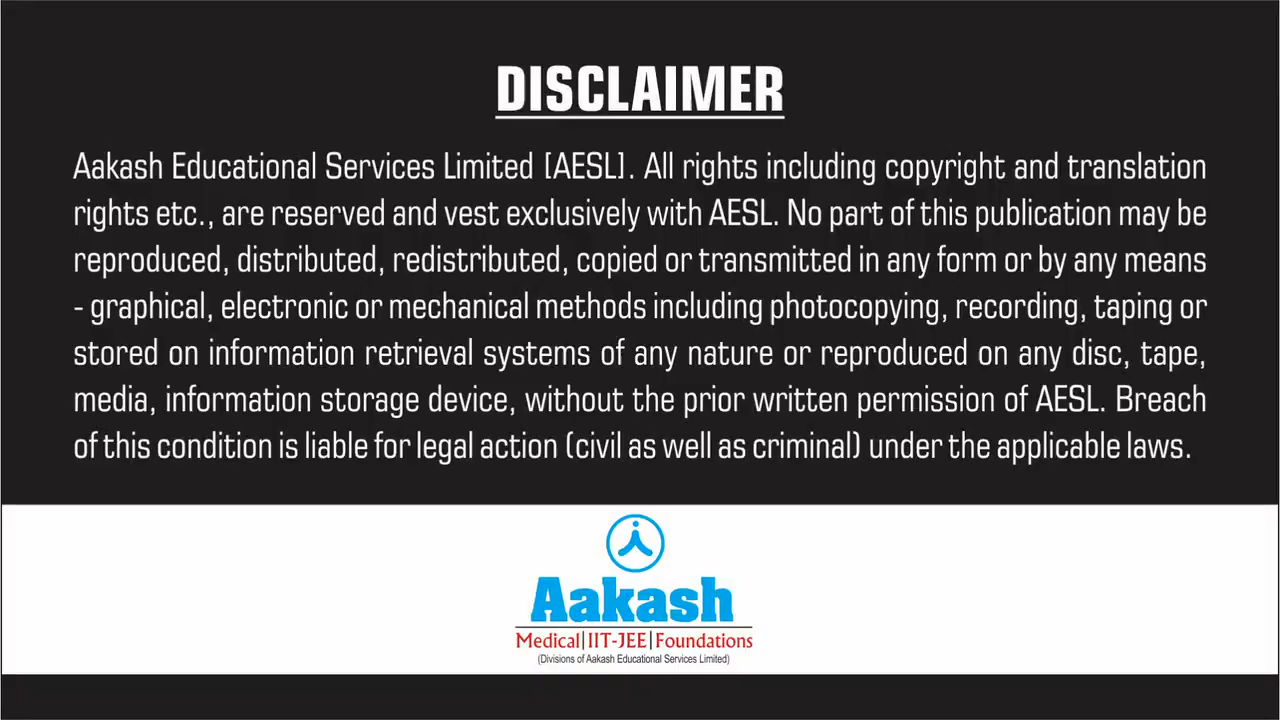 DISCLAIMER
Aakash Educational Services Limited [AESL]. All rights including copyright and translation
rights etc., are reserved and vest exclusively with AESL. No part of this publication may be
reproduced, distributed, redistributed, copied or transmitted in any form or by any means
- graphical, electronic or mechanical methods including photocopying, recording, taping or
stored on information retrieval systems of any nature or reproduced on any disc, tape,
media, information storage device, without the prior written permission of AESL. Breach
of this condition is liable for legal action (civil as well as criminal) under the applicable laws.
Aakash
Medical|IIT-JEE|Foundations
(Divisions of Aakash Educational Services Limited)